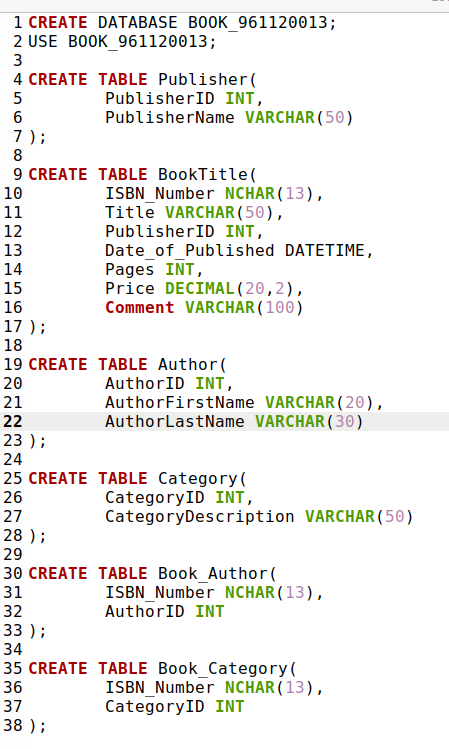 1 CREATE DATABASE BOOK_961120013;
2 USE BOOK_961120013;
3
4 CREATE TABLE Publisher(
5 PublisherID INT,
6 PublisherName VARCHAR(50)
7 );
8
9 CREATE TABLE BookTitle(
10 ISBN_Number NCHAR(13),
11 Title VARCHAR(50),
12 PublisherID INT,
13 Date_of_Published DATETIME,
14 Pages INT,
15 Price DECIMAL(20,2),
16 Comment VARCHAR(100)
17 );
18
19 CREATE TABLE Author(
20 AuthorID INT,
21 AuthorFirstName VARCHAR(20),
22 AuthorLastName VARCHAR(30)
23 );
24
25 CREATE TABLE Category(
26 CategoryID INT,
27 CategoryDescription VARCHAR(50)
28 );
29
30 CREATE TABLE Book_Author(
31 ISBN_Number NCHAR(13),
32 AuthorID INT
33 );
34
35 CREATE TABLE Book_Category(
36 ISBN_Number NCHAR(13),
37 CategoryID INT
38 );